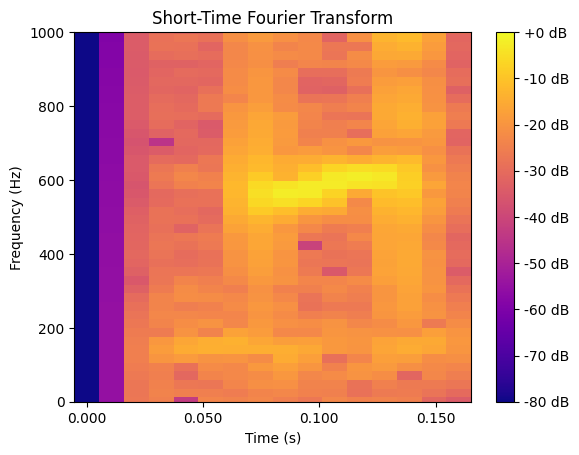 Short-Time Fourier Transform
1000
800
600
400
200
0
Frequency (Hz)
0.000
0.050
0.100
0.150
Time (s)
+0 dB
-10 dB
-20 dB
-30 dB
-40 dB
-50 dB
-60 dB
-70 dB
-80 dB